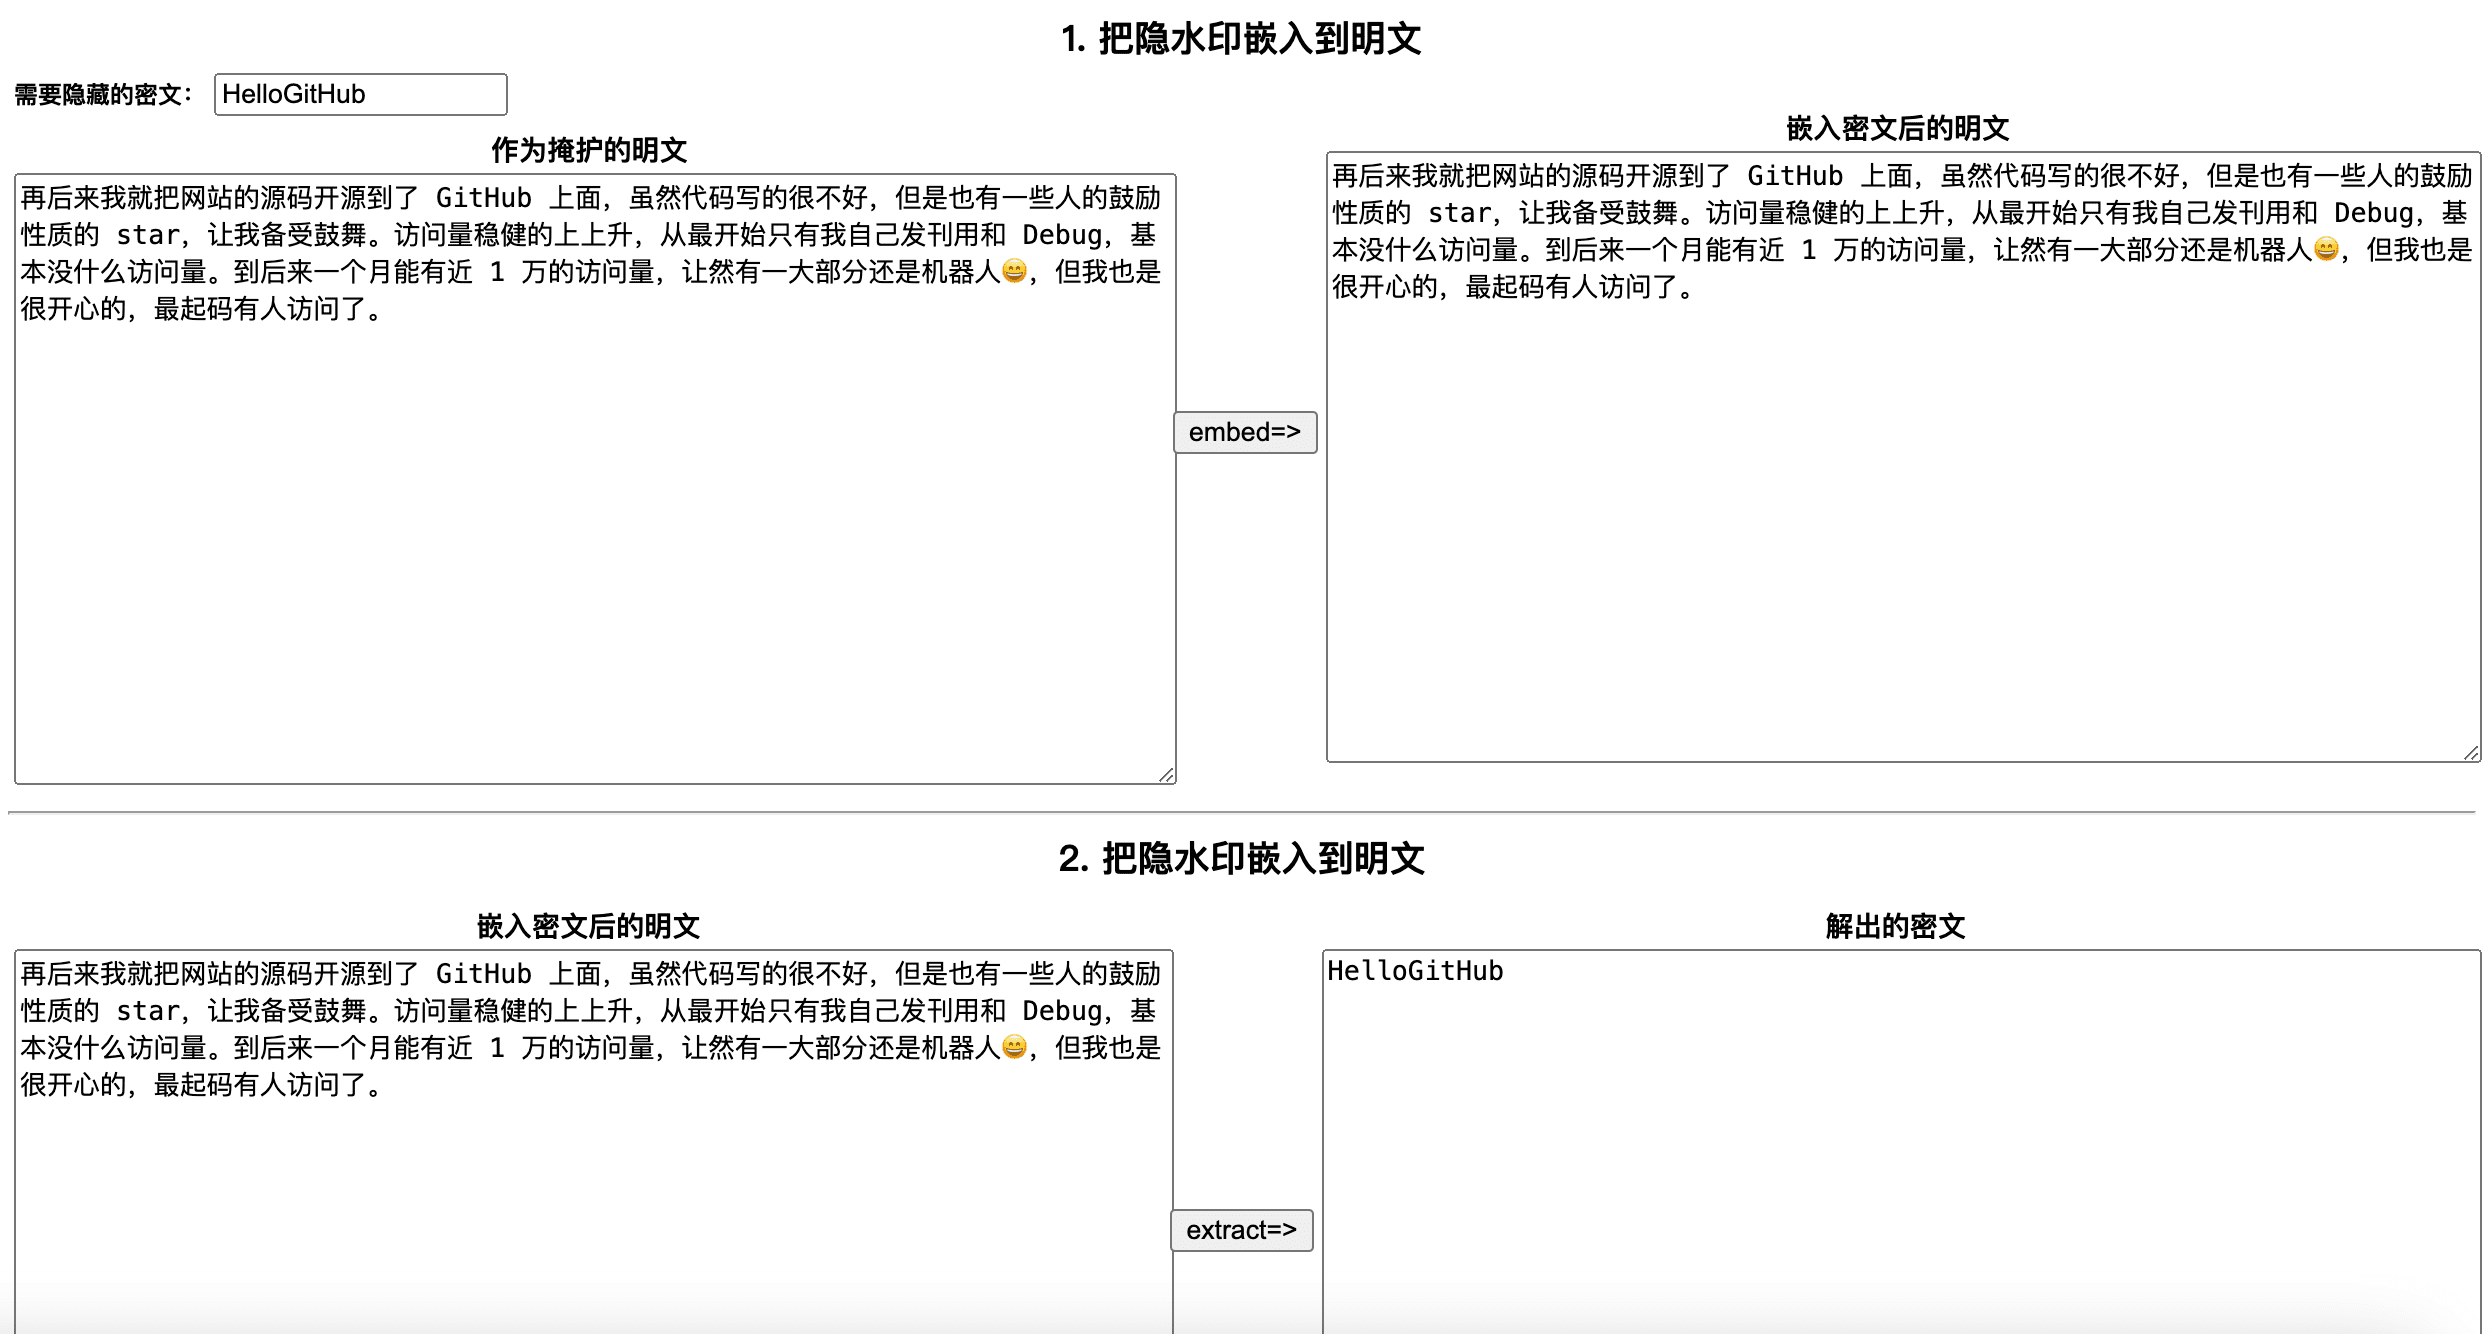 1. 把隐水印嵌入到明文
需要隐藏的密文： HelloGitHub
作为掩护的明文
再后来我就把网站的源码开源到了 GitHub 上面，虽然代码写的很不好，但是也有一些人的鼓励
性质的 star，让我备受鼓舞。访问量稳健的上上升，从最开始只有我自己发刊用和 Debug，基
本没什么访问量。到后来一个月能有近 1 万的访问量，让然有一大部分还是机器人😄，但我也是
很开心的，最起码有人访问了。
embed=>
嵌入密文后的明文
再后来我就把网站的源码开源到了 GitHub 上面，虽然代码写的很不好，但是也有一些人的鼓励
性质的 star，让我备受鼓舞。访问量稳健的上上升，从最开始只有我自己发刊用和 Debug，基
本没什么访问量。到后来一个月能有近 1 万的访问量，让然有一大部分还是机器人😄，但我也是
很开心的，最起码有人访问了。
2. 把隐水印嵌入到明文
嵌入密文后的明文
再后来我就把网站的源码开源到了 GitHub 上面，虽然代码写的很不好，但是也有一些人的鼓励
性质的 star，让我备受鼓舞。访问量稳健的上上升，从最开始只有我自己发刊用和 Debug，基
本没什么访问量。到后来一个月能有近 1 万的访问量，让然有一大部分还是机器人😄，但我也是
很开心的，最起码有人访问了。
extract=>
解出的密文
HelloGitHub